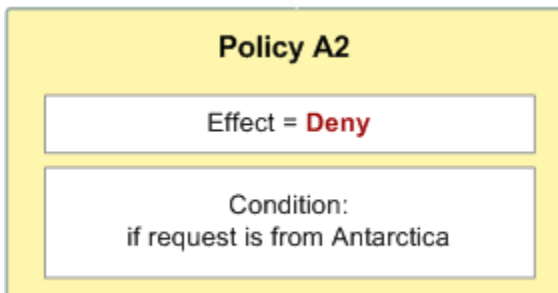 Policy A2
Effect = Deny
Condition:
if request is from Antarctica